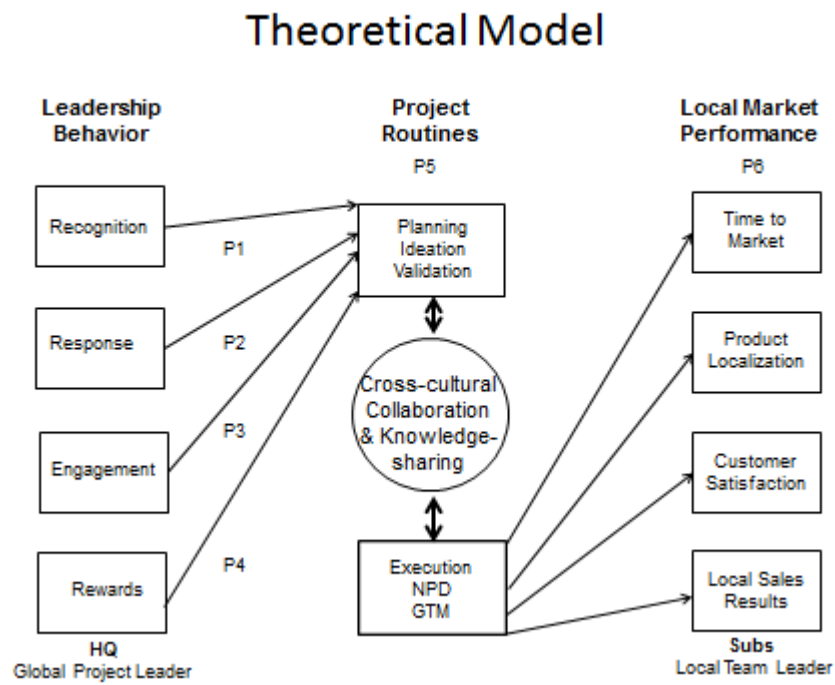 Theoretical Model
Leadership
Behavior
Project
Routines
Local Market
Performance
P5
P6
Recognition
Planning
Ideation
Validation
Time to
Market
P1
Response
P2
Product
Localization
Cross-cultural
Collaboration
& Knowledge-
sharing
Engagement
P3
Customer
Satisfaction
Rewards
P4
Execution
NPD
GTM
Local Sales
Results
HQ
Global Project Leader
Subs
Local Team Leader